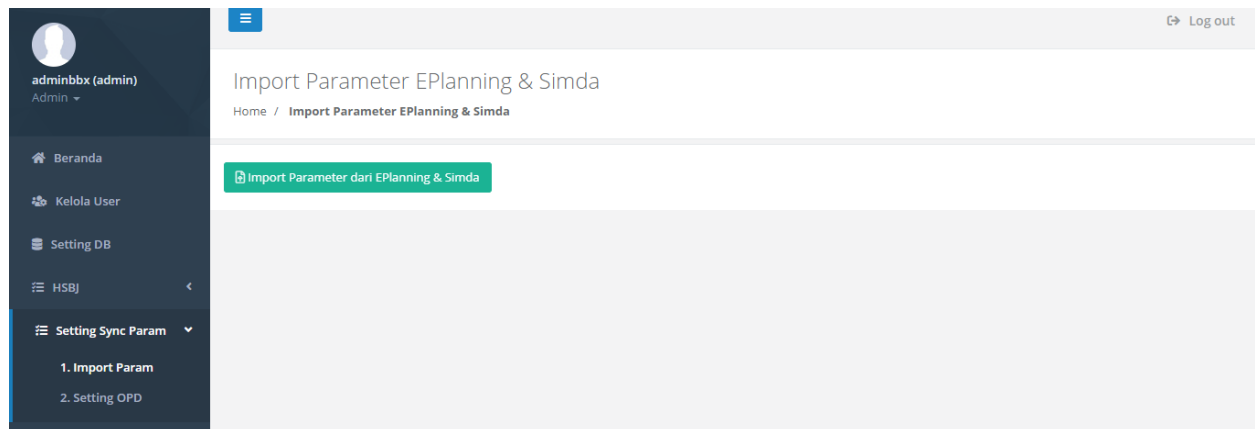 adminbbx (admin)
Admin
Beranda
Kelola User
Setting DB
HSBJ
Setting Sync Param
1. Import Param
2. Setting OPD
Log out
Import Parameter EPlanning & Simda
Home / Import Parameter EPlanning & Simda
Import Parameter dari EPlanning & Simda